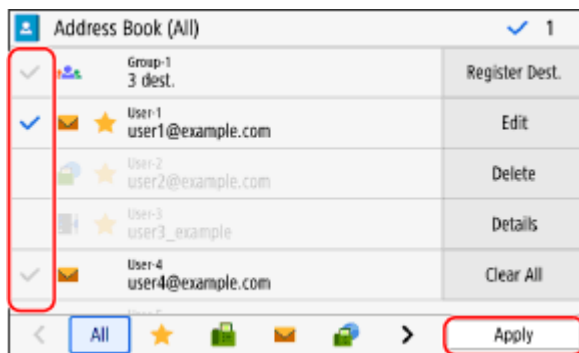 Address Book (All)
1
Group-1
3 dest.
Register Dest.
User-1
user1@example.com
Edit
User-2
user2@example.com
Delete
User-3
user3_example
Details
User-4
user4@example.com
Clear All
All
Apply